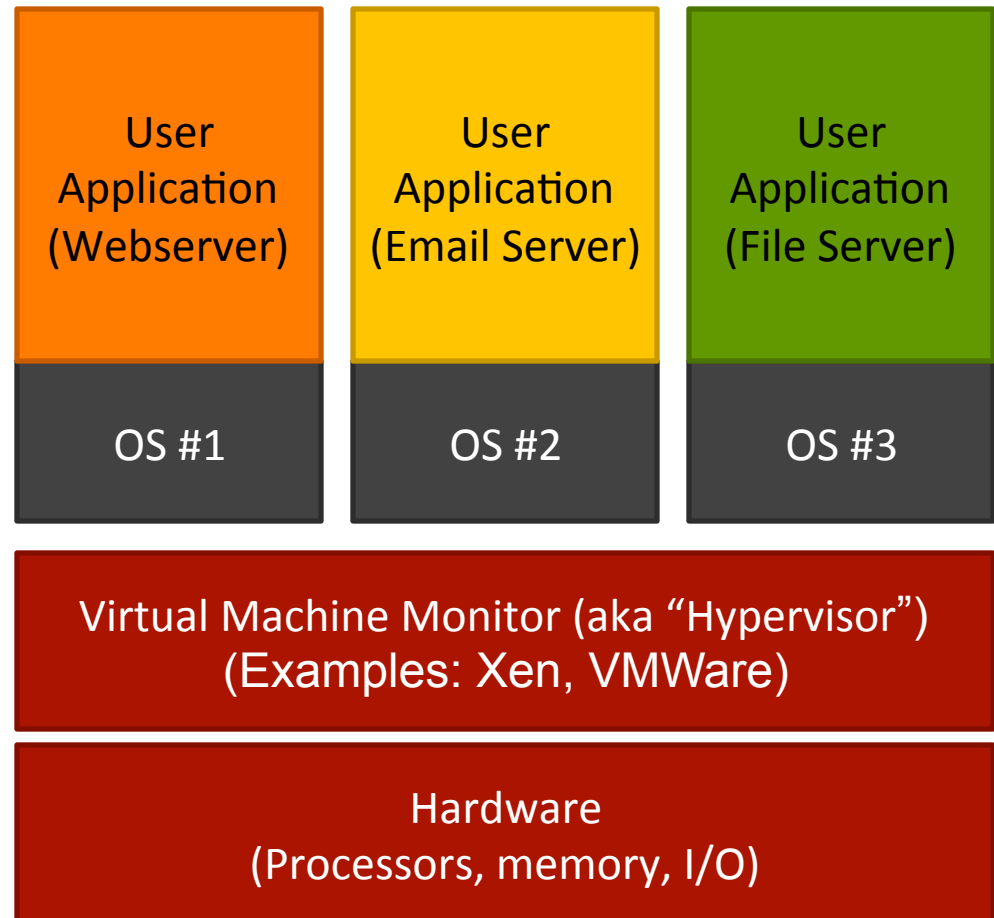 User
Application
(Webserver)
User
Application
(Email Server)
User
Application
(File Server)
OS #1
OS #2
OS #3
Virtual Machine Monitor (aka “Hypervisor”)
(Examples: Xen, VMWare)
Hardware
(Processors, memory, I/O)